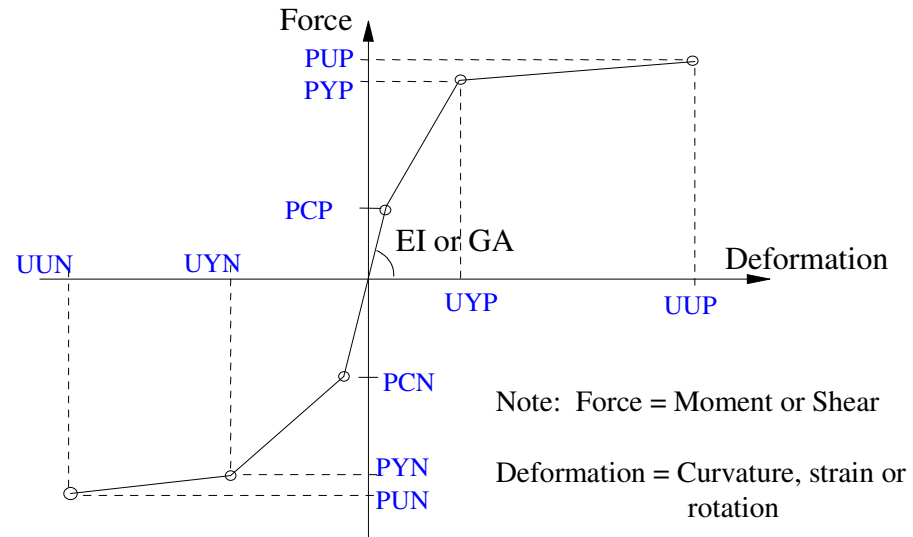 Force
PUP
PYP
PCP
EI or GA
UUN
UYN
Deformation
UYP
UUP
PCN
Note: Force = Moment or Shear
PYN
Deformation = Curvature, strain or
PUN
rotation